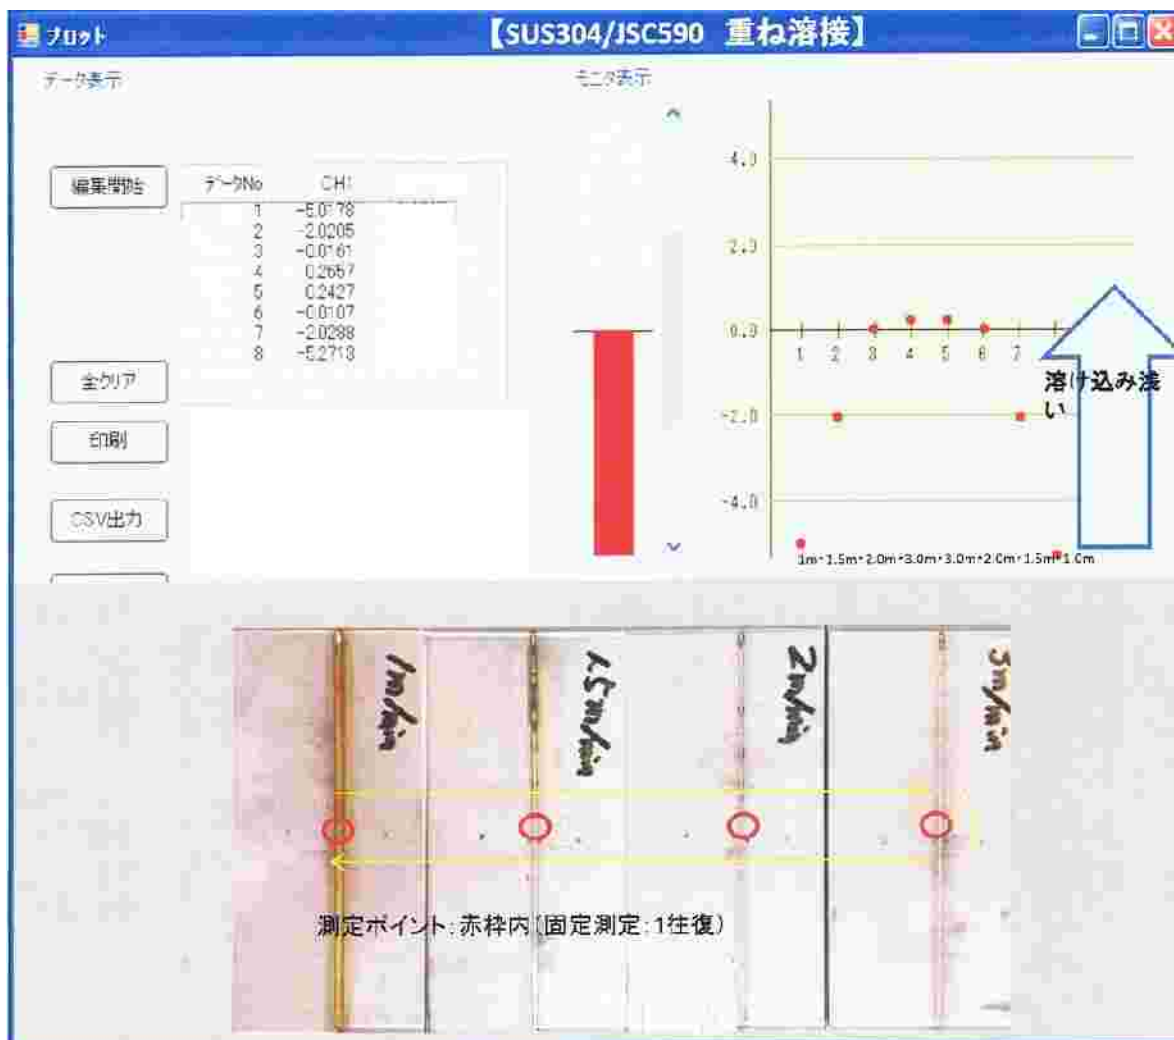 プロット
【SUS304/JSC590 重ね溶接】
データ表示
モニタ表示
編集開始
データNo CH1
1 -5.0178
2 -2.0205
3 -0.0161
4 0.2657
5 0.2427
6 -0.0107
7 -2.0288
8 -5.2713
全クリア
印刷
CSV出力
4.0
2.0
0.0
-2.0
-4.0
1 2 3 4 5 6 7
溶け込み浅
い
1m・1.5m・2.0m・3.0m・3.0m・2.0m・1.5m・1.0m
1m/min
1.5m/min
2m/min
3m/min
測定ポイント:赤枠内(固定測定:1往復)